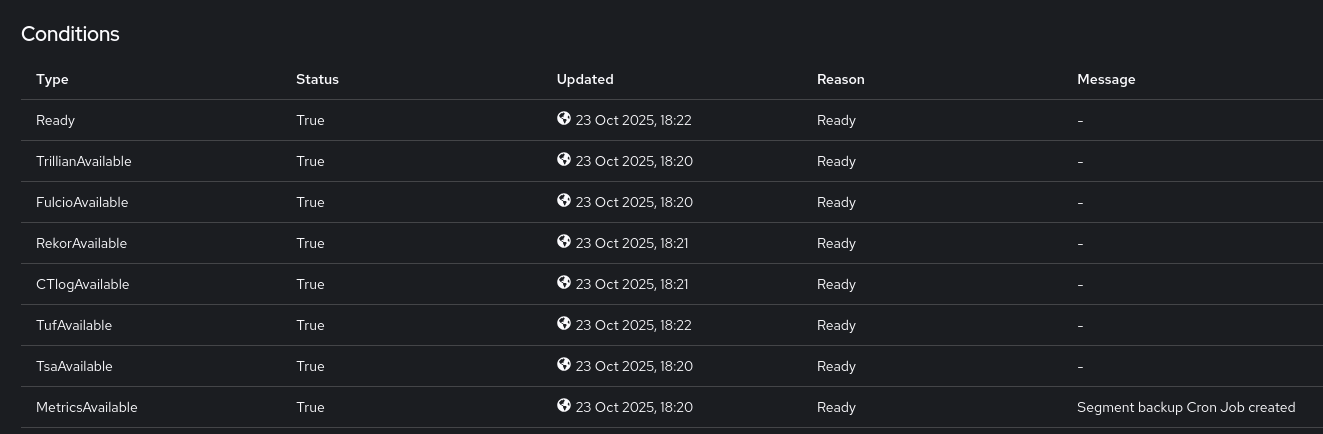 Conditions
Type Status Updated Reason Message
Ready True 23 Oct 2025, 18:22 Ready -
TrillianAvailable True 23 Oct 2025, 18:20 Ready -
FulcioAvailable True 23 Oct 2025, 18:20 Ready -
RekorAvailable True 23 Oct 2025, 18:21 Ready -
CTlogAvailable True 23 Oct 2025, 18:21 Ready -
TufAvailable True 23 Oct 2025, 18:22 Ready -
TsaAvailable True 23 Oct 2025, 18:20 Ready -
MetricsAvailable True 23 Oct 2025, 18:20 Ready Segment backup Cron Job created